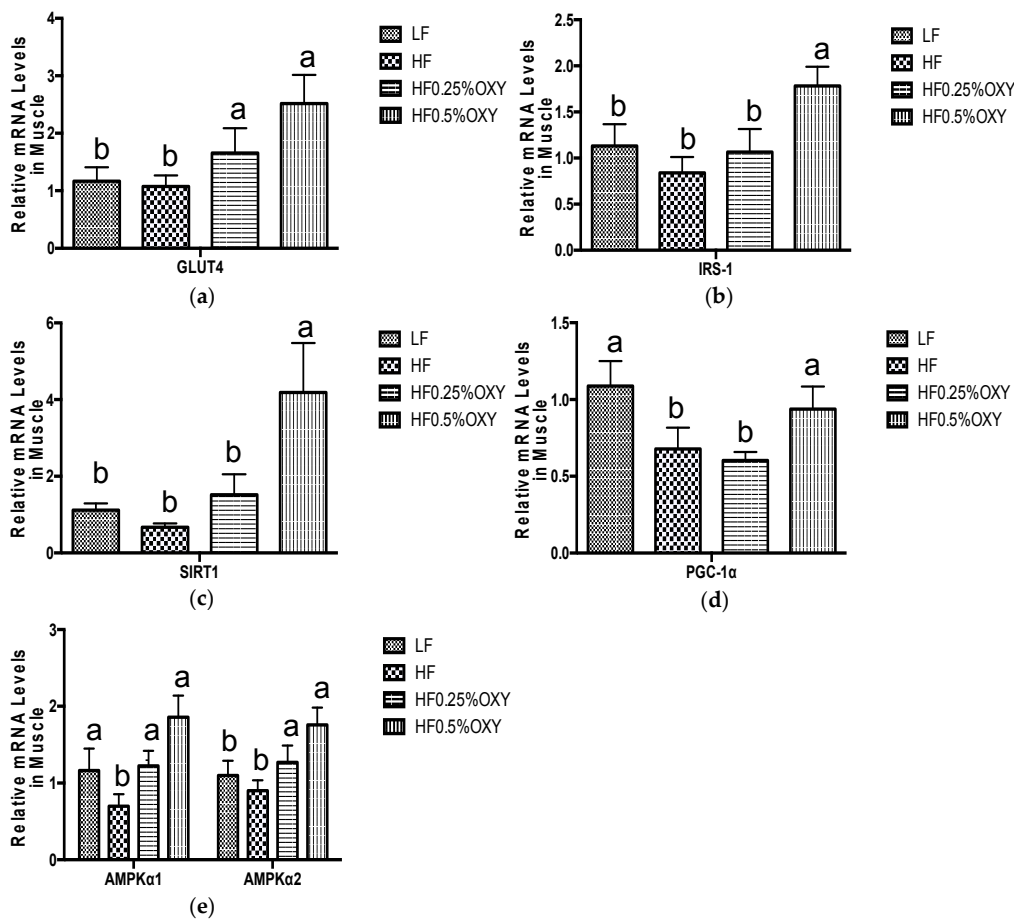 Relative mRNA Levels
in Muscle
4
3
2
1
0
b
b
a
a
GLUT4
LF
HF
HF0.25%OXY
HF0.5%OXY
(a)
Relative mRNA Levels
in Muscle
2.5
2.0
1.5
1.0
0.5
0.0
b
b
b
a
IRS-1
LF
HF
HF0.25%OXY
HF0.5%OXY
(b)
Relative mRNA Levels
in Muscle
6
4
2
0
b
b
b
a
SIRT1
LF
HF
HF0.25%OXY
HF0.5%OXY
(c)
Relative mRNA Levels
in Muscle
1.5
1.0
0.5
0.0
a
b
b
a
PGC-1α
LF
HF
HF0.25%OXY
HF0.5%OXY
(d)
Relative mRNA Levels
in Muscle
3
2
1
0
a
b
a
a
b
b
a
a
AMPKα1 AMPKα2
LF
HF
HF0.25%OXY
HF0.5%OXY
(e)